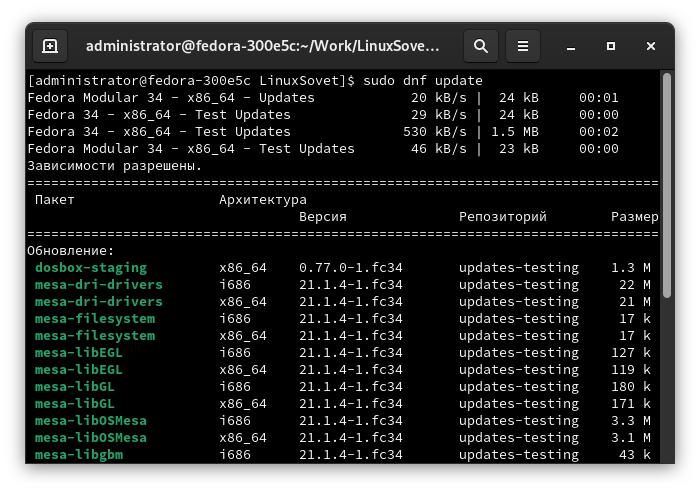 administrator@fedora-300e5c:~/Work/LinuxSove...
[administrator@fedora-300e5c LinuxSovet]$ sudo dnf update
Fedora Modular 34 - x86_64 - Updates 20 kB/s | 24 kB 00:01
Fedora 34 - x86_64 - Test Updates 29 kB/s | 24 kB 00:00
Fedora 34 - x86_64 - Test Updates 530 kB/s | 1.5 MB 00:02
Fedora Modular 34 - x86_64 - Test Updates 46 kB/s | 23 kB 00:00
Зависимости разрешены.
===============================================================================
Пакет Архитектура
Версия Репозиторий Размер
===============================================================================
Обновление:
dosbox-staging x86_64 0.77.0-1.fc34 updates-testing 1.3 M
mesa-dri-drivers i686 21.1.4-1.fc34 updates-testing 22 M
mesa-dri-drivers x86_64 21.1.4-1.fc34 updates-testing 21 M
mesa-filesystem i686 21.1.4-1.fc34 updates-testing 17 k
mesa-filesystem x86_64 21.1.4-1.fc34 updates-testing 17 k
mesa-libEGL i686 21.1.4-1.fc34 updates-testing 127 k
mesa-libEGL x86_64 21.1.4-1.fc34 updates-testing 119 k
mesa-libGL i686 21.1.4-1.fc34 updates-testing 180 k
mesa-libGL x86_64 21.1.4-1.fc34 updates-testing 171 k
mesa-libOSMesa i686 21.1.4-1.fc34 updates-testing 3.3 M
mesa-libOSMesa x86_64 21.1.4-1.fc34 updates-testing 3.1 M
mesa-libgbm i686 21.1.4-1.fc34 updates-testing 43 k